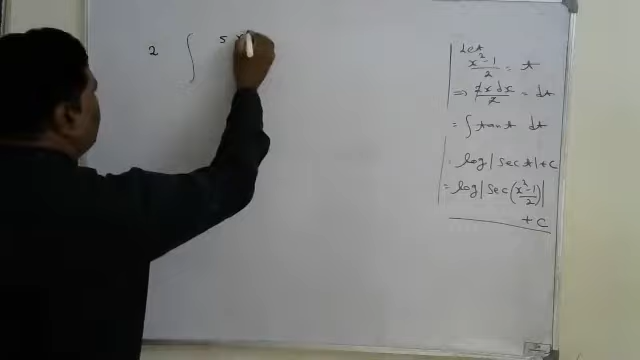 2 ∫ 5 x
Let
x²-1/2 = t
⇒ 2x dx/2 = dt
= ∫ tan t dt
= log |sec t| + c
= log |sec (x²-1/2)|
+ c